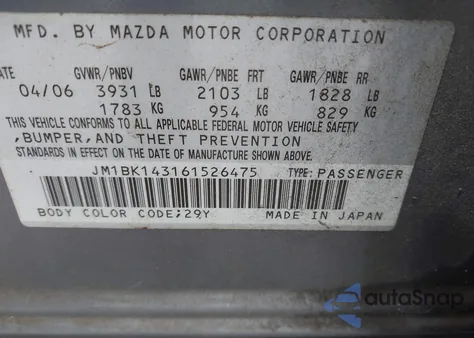 MFD. BY MAZDA MOTOR CORPORATION
DATE GVWR/PNBV GAWR/PNBE FRT GAWR/PNBE RR
04/06 3931 LB 2103 LB 1828 LB
1783 KG 954 KG 829 KG
THIS VEHICLE CONFORMS TO ALL APPLICABLE FEDERAL MOTOR VEHICLE SAFETY
,BUMPER,AND THEFT PREVENTION
STANDARDS IN EFFECT ON THE DATE OF MANUFACTURE SHOWN ABOVE.
JM1BK143161526475 TYPE:PASSENGER
BODY COLOR CODE;29Y MADE IN JAPAN
autoSnap